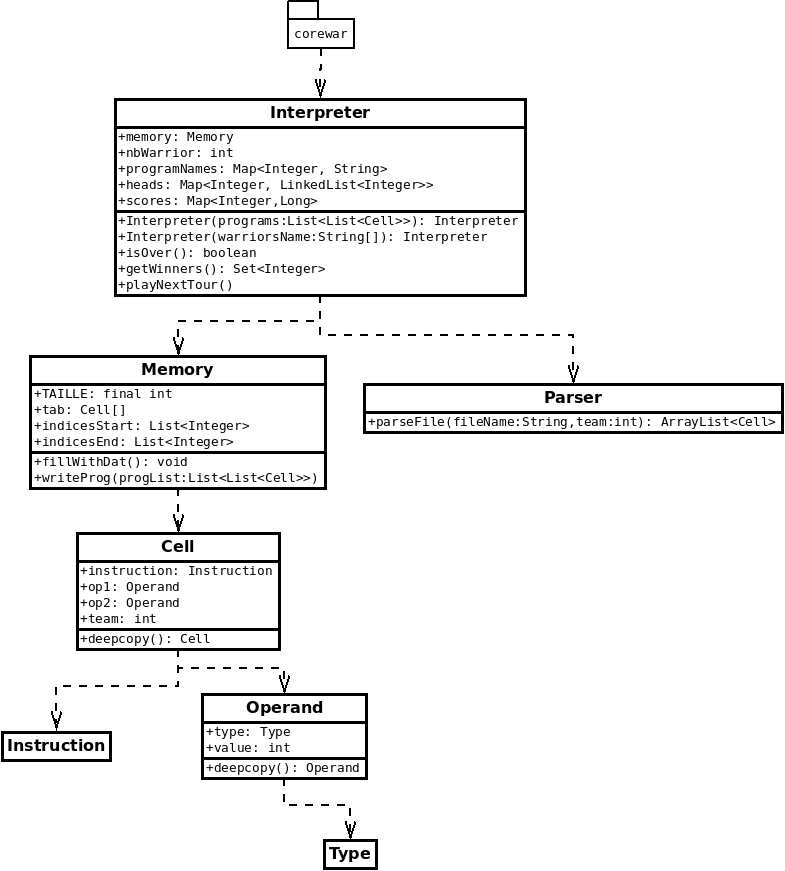 corewar
Interpreter
+memory: Memory
+nbWarrior: int
+programNames: Map<Integer, String>
+heads: Map<Integer, LinkedList<Integer>>
+scores: Map<Integer,Long>
+Interpreter(programs:List<List<Cell>>): Interpreter
+Interpreter(warriorsName:String[]): Interpreter
+isOver(): boolean
+getWinners(): Set<Integer>
+playNextTour()
Memory
+TAILLE: final int
+tab: Cell[]
+indicesStart: List<Integer>
+indicesEnd: List<Integer>
+fillWithDat(): void
+writeProg(progList:List<List<Cell>>)
Parser
+parseFile(fileName:String,team:int): ArrayList<Cell>
Cell
+instruction: Instruction
+op1: Operand
+op2: Operand
+team: int
+deepcopy(): Cell
Instruction
Operand
+type: Type
+value: int
+deepcopy(): Operand
Type